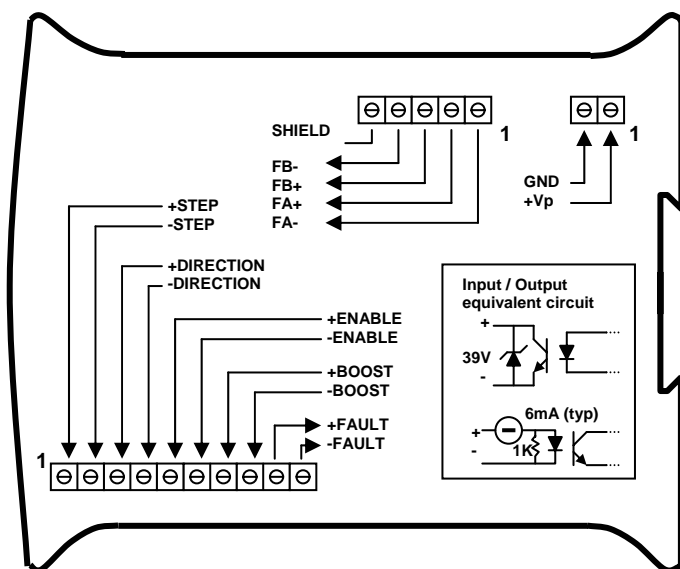 SHIELD
1
1
FB-
FB+
FA+
FA-
GND
+Vp
+STEP
-STEP
+DIRECTION
-DIRECTION
+ENABLE
-ENABLE
+BOOST
-BOOST
+FAULT
-FAULT
1
Input / Output
equivalent circuit
+
39V
-
6mA (typ)
+
-
1K